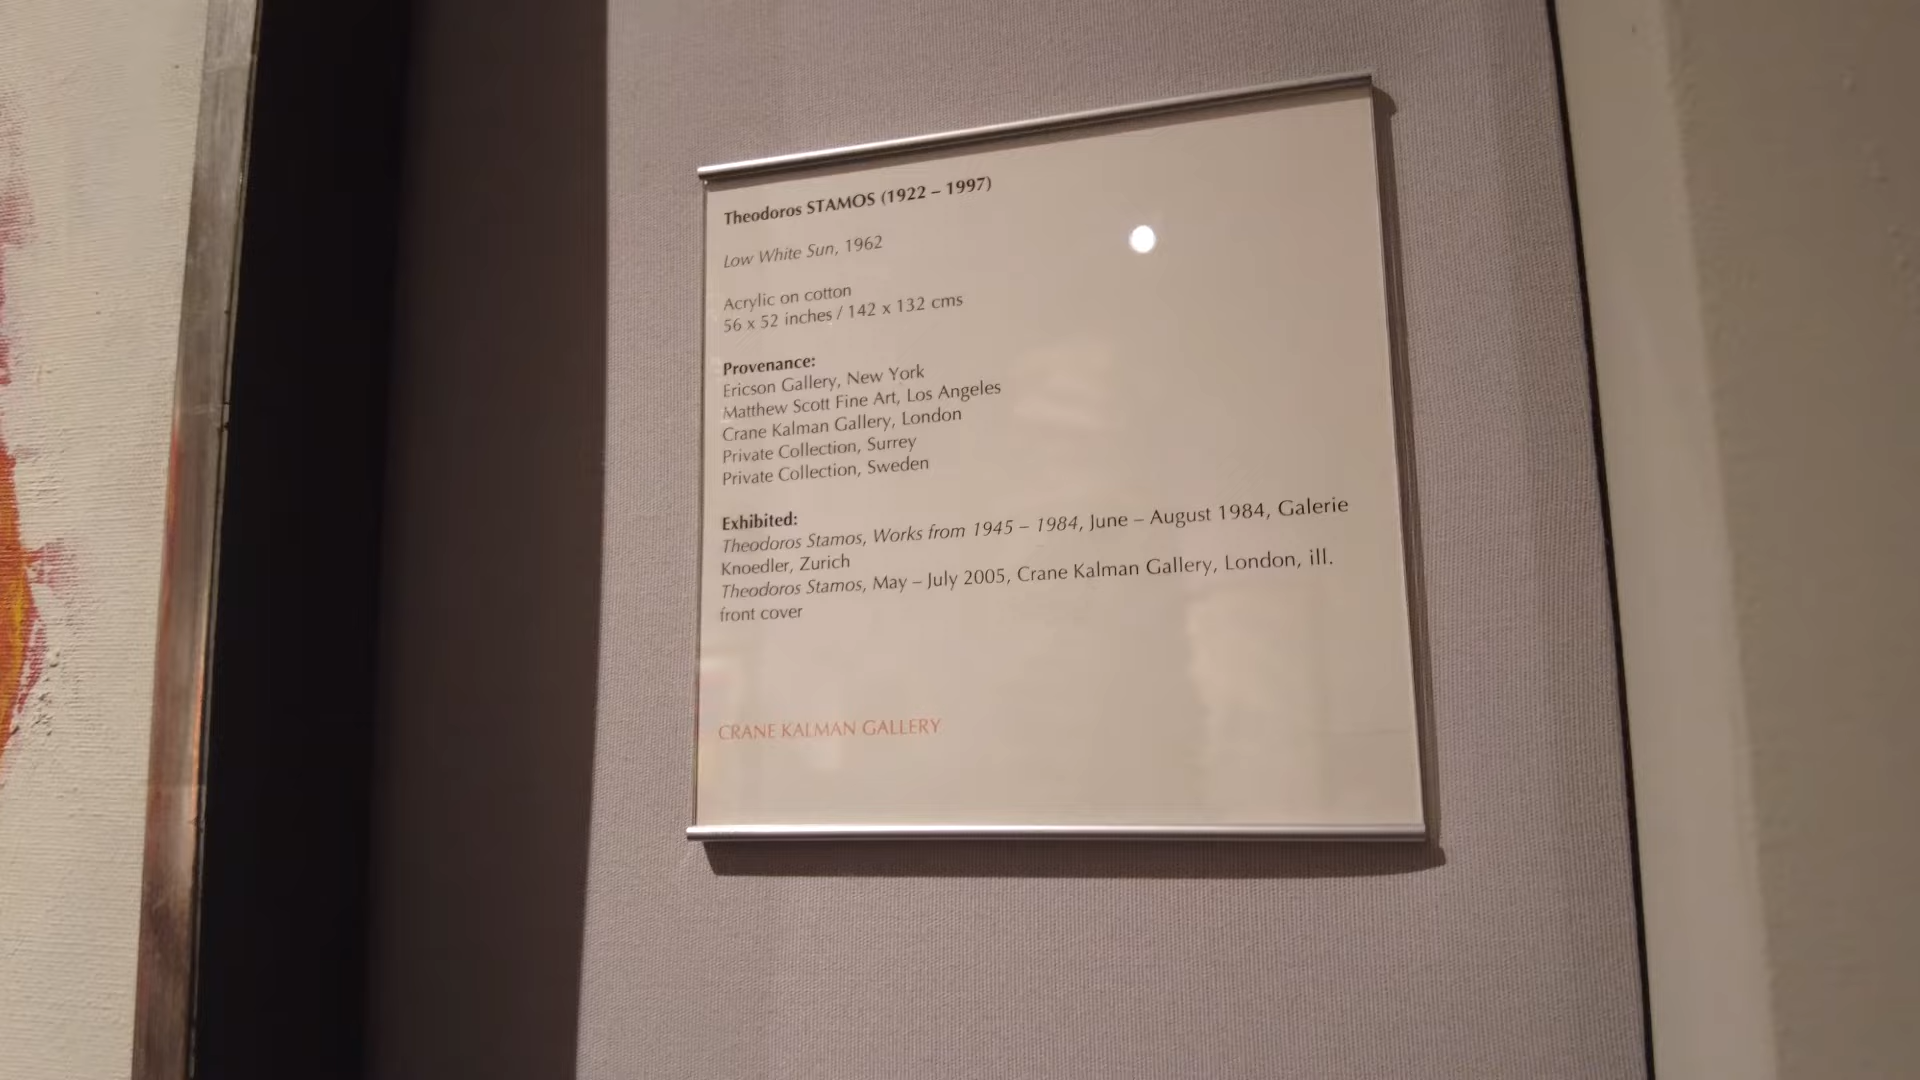 Theodoros STAMOS (1922 – 1997)
Low White Sun, 1962
Acrylic on cotton
56 x 52 inches / 142 x 132 cms
Provenance:
Ericson Gallery, New York
Matthew Scott Fine Art, Los Angeles
Crane Kalman Gallery, London
Private Collection, Surrey
Private Collection, Sweden
Exhibited:
Theodoros Stamos, Works from 1945 – 1984, June – August 1984, Galerie
Knoedler, Zurich
Theodoros Stamos, May – July 2005, Crane Kalman Gallery, London, ill.
front cover
CRANE KALMAN GALLERY